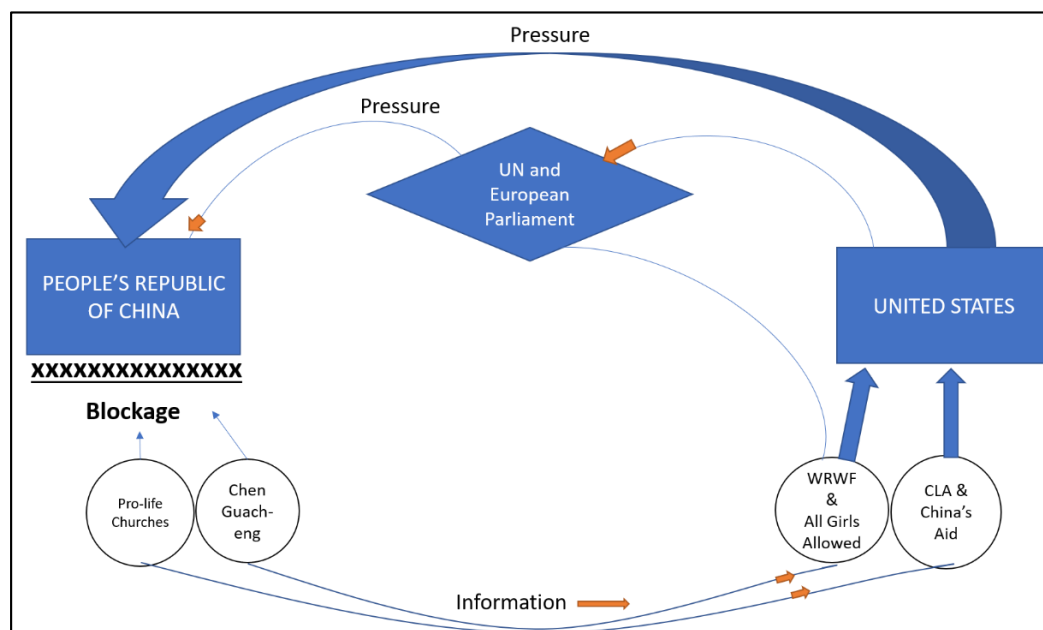 Pressure
Pressure
UN and
European
Parliament
PEOPLE'S REPUBLIC
OF CHINA
UNITED STATES
XXXXXXXXXXXXXXX
Blockage
Pro-life
Churches
Chen
Guach-
eng
WRWF
&
All Girls
Allowed
CLA &
China's
Aid
Information